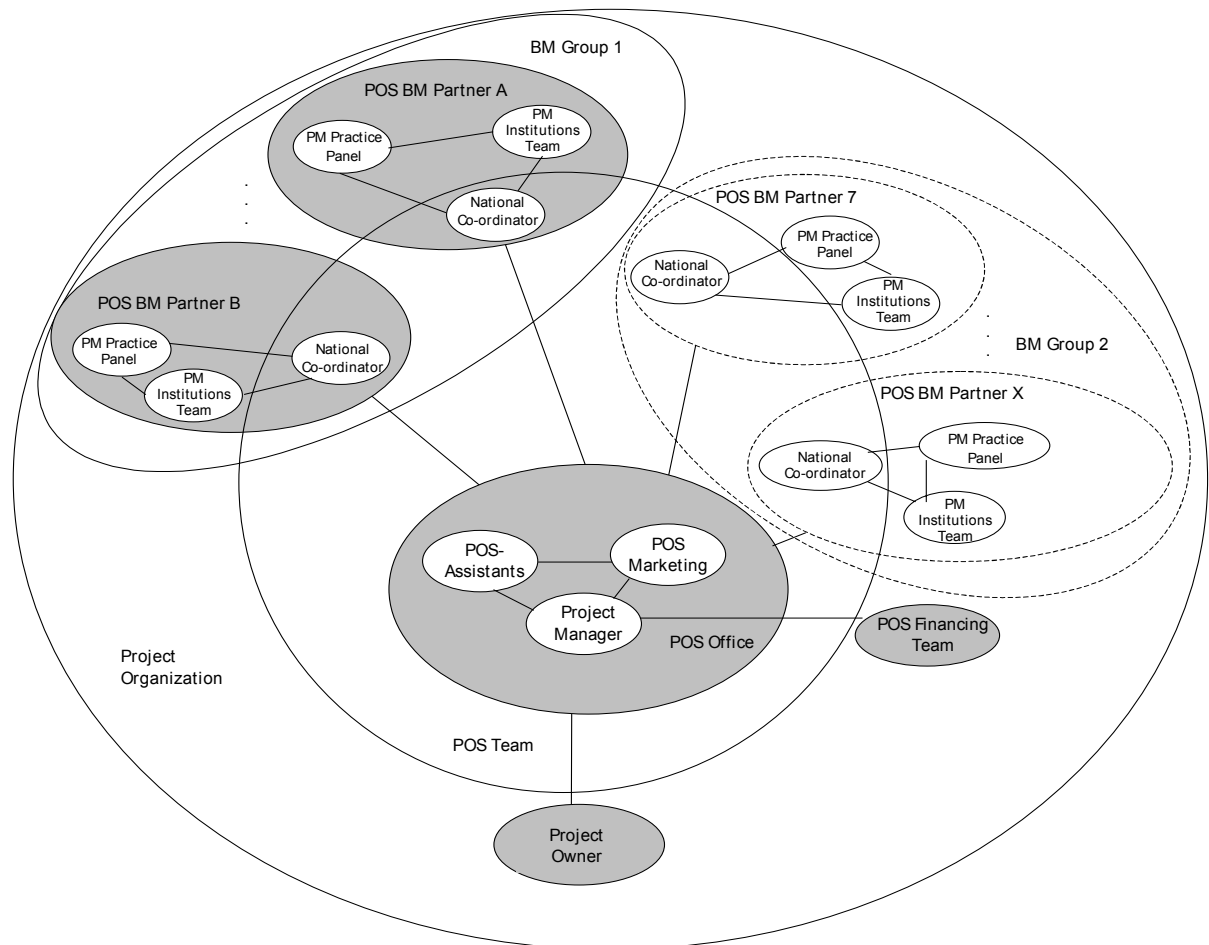 BM Group 1
POS BM Partner A
PM
Institutions
Team
PM Practice
Panel
National
Co-ordinator
POS BM Partner 7
PM Practice
Panel
National
Co-ordinator
PM
Institutions
Team
POS BM Partner B
PM Practice
Panel
National
Co-ordinator
PM
Institutions
Team
BM Group 2
POS BM Partner X
PM Practice
Panel
National
Co-ordinator
PM
Institutions
Team
POS-
Assistants
POS
Marketing
Project
Manager
POS Office
POS Financing
Team
Project
Organization
POS Team
Project
Owner